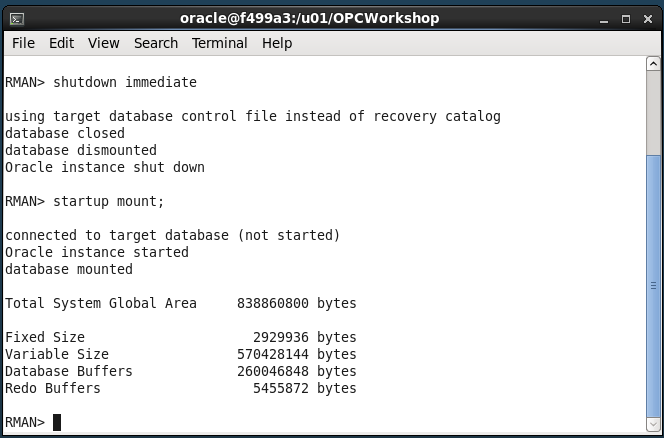 oracle@f499a3:/u01/OPCWorkshop
File Edit View Search Terminal Help
RMAN> shutdown immediate
using target database control file instead of recovery catalog
database closed
database dismounted
Oracle instance shut down
RMAN> startup mount;
connected to target database (not started)
Oracle instance started
database mounted
Total System Global Area     838860800 bytes
Fixed Size                     2929936 bytes
Variable Size                570428144 bytes
Database Buffers             260046848 bytes
Redo Buffers                   5455872 bytes
RMAN>